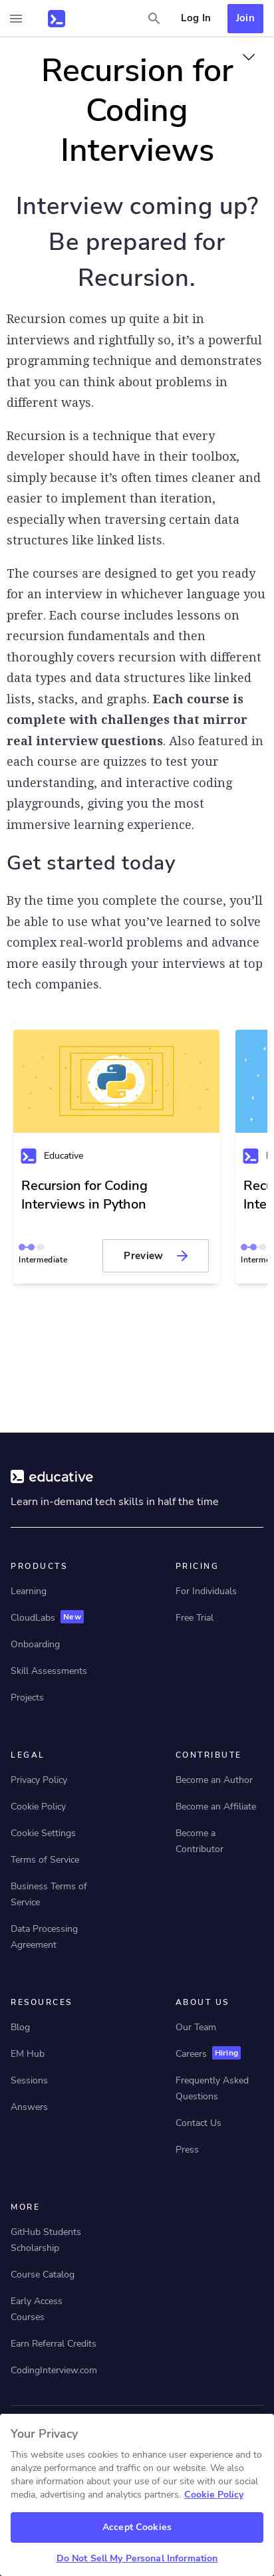 Log In
Join
Recursion for
Coding
Interviews
Interview coming up?
Be prepared for
Recursion.
Recursion comes up quite a bit in
interviews and rightfully so, it’s a powerful
programming technique and demonstrates
that you can think about problems in
different ways.
Recursion is a technique that every
developer should have in their toolbox,
simply because it’s often times cleaner and
easier to implement than iteration,
especially when traversing certain data
structures like linked lists.
The courses are designed to get you ready
for an interview in whichever language you
prefer. Each course includes lessons on
recursion fundamentals and then
thoroughly covers recursion with different
data types and data structures like linked
lists, stacks, and graphs. Each course is
complete with challenges that mirror
real interview questions. Also featured in
each course are quizzes to test your
understanding, and interactive coding
playgrounds, giving you the most
immersive learning experience.
Get started today
By the time you complete the course, you’ll
be able to use what you’ve learned to solve
complex real-world problems and advance
more easily through your interviews at top
tech companies.
Educative
Recursion for Coding
Interviews in Python
Intermediate
Preview
educative
Learn in-demand tech skills in half the time
PRODUCTS
Learning
CloudLabs New
Onboarding
Skill Assessments
Projects
PRICING
For Individuals
Free Trial
LEGAL
Privacy Policy
Cookie Policy
Cookie Settings
Terms of Service
Business Terms of
Service
Data Processing
Agreement
CONTRIBUTE
Become an Author
Become an Affiliate
Become a
Contributor
RESOURCES
Blog
EM Hub
Sessions
Answers
ABOUT US
Our Team
Careers Hiring
Frequently Asked
Questions
Contact Us
Press
MORE
GitHub Students
Scholarship
Course Catalog
Early Access
Courses
Earn Referral Credits
CodingInterview.com
Your Privacy
This website uses cookies to enhance user experience and to
analyze performance and traffic on our website. We also
share information about your use of our site with our social
media, advertising and analytics partners. Cookie Policy
Accept Cookies
Do Not Sell My Personal Information